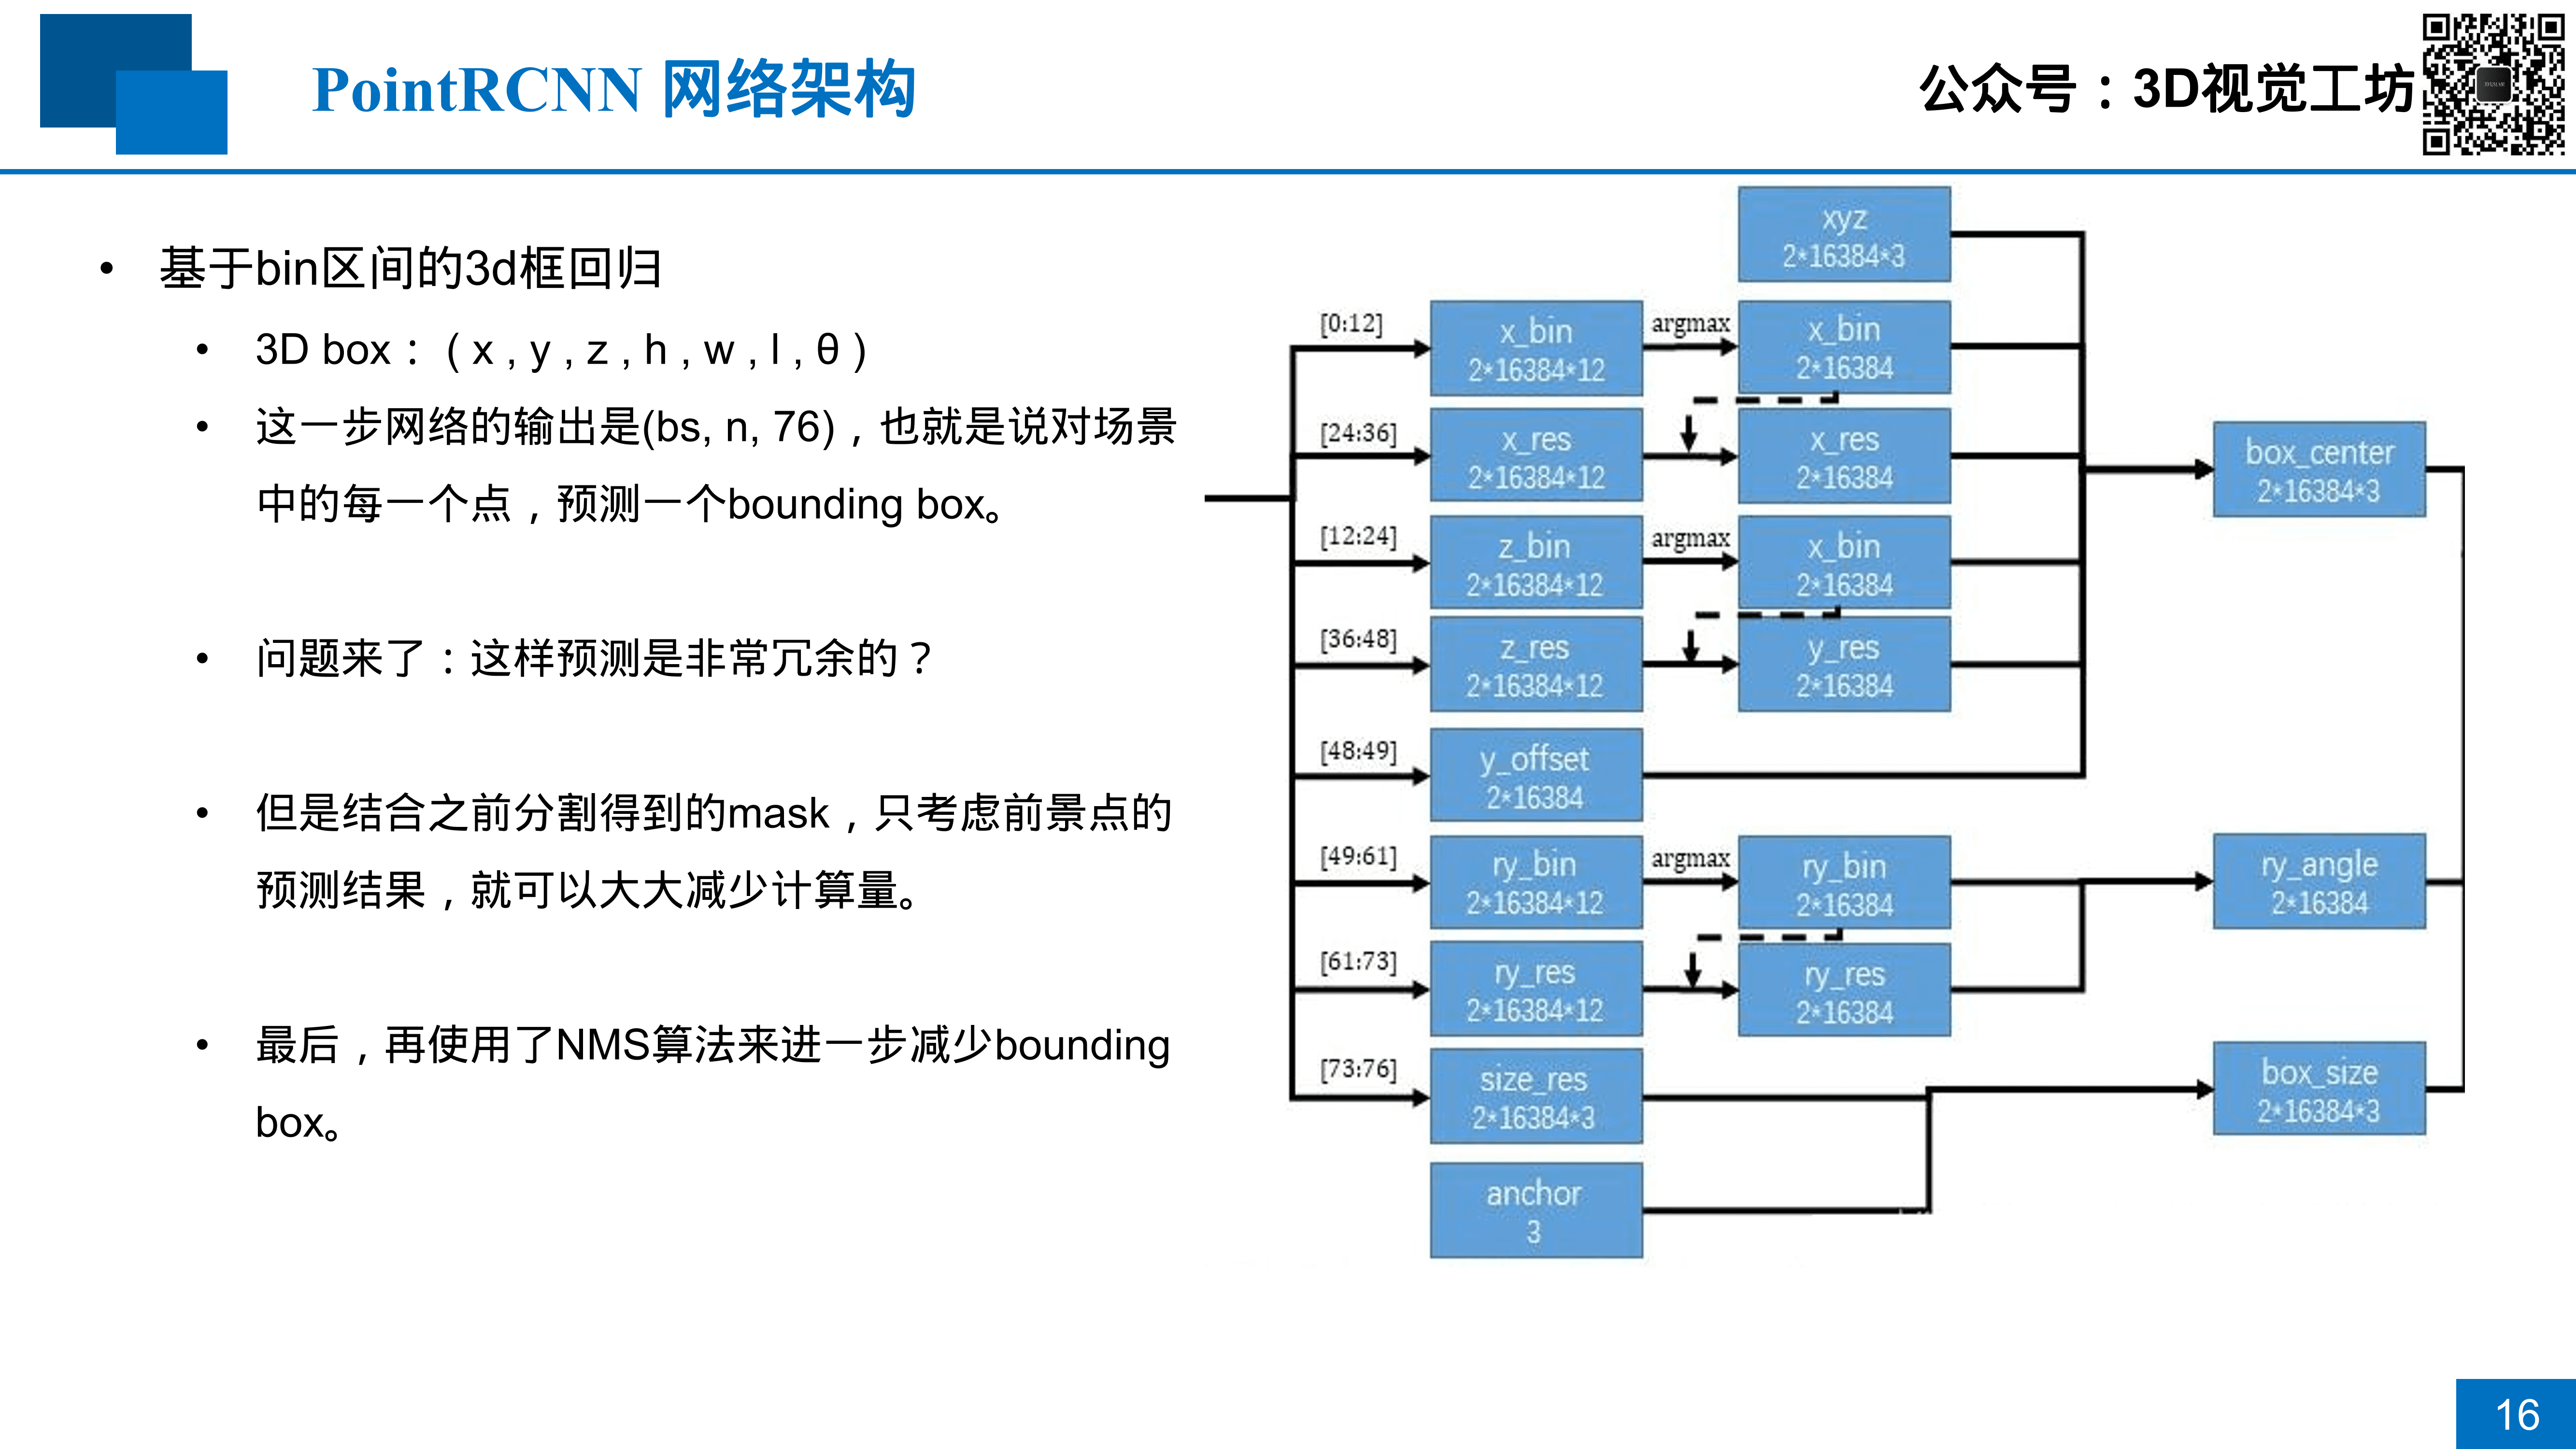 PointRCNN 网络架构
公众号：3D视觉工坊
• 基于bin区间的3d框回归
• 3D box： ( x , y , z , h , w , l , θ )
• 这一步网络的输出是(bs, n, 76)，也就是说对场景
中的每一个点，预测一个bounding box。
• 问题来了：这样预测是非常冗余的？
• 但是结合之前分割得到的mask，只考虑前景点的
预测结果，就可以大大减少计算量。
• 最后，再使用了NMS算法来进一步减少bounding
box。
xyz
2*16384*3
[0:12]
x_bin
2*16384*12
argmax
x_bin
2*16384
[24:36]
x_res
2*16384*12
x_res
2*16384
[12:24]
z_bin
2*16384*12
argmax
x_bin
2*16384
[36:48]
z_res
2*16384*12
y_res
2*16384
[48:49]
y_offset
2*16384
[49:61]
ry_bin
2*16384*12
argmax
ry_bin
2*16384
[61:73]
ry_res
2*16384*12
ry_res
2*16384
[73:76]
size_res
2*16384*3
anchor
3
box_center
2*16384*3
ry_angle
2*16384
box_size
2*16384*3
16